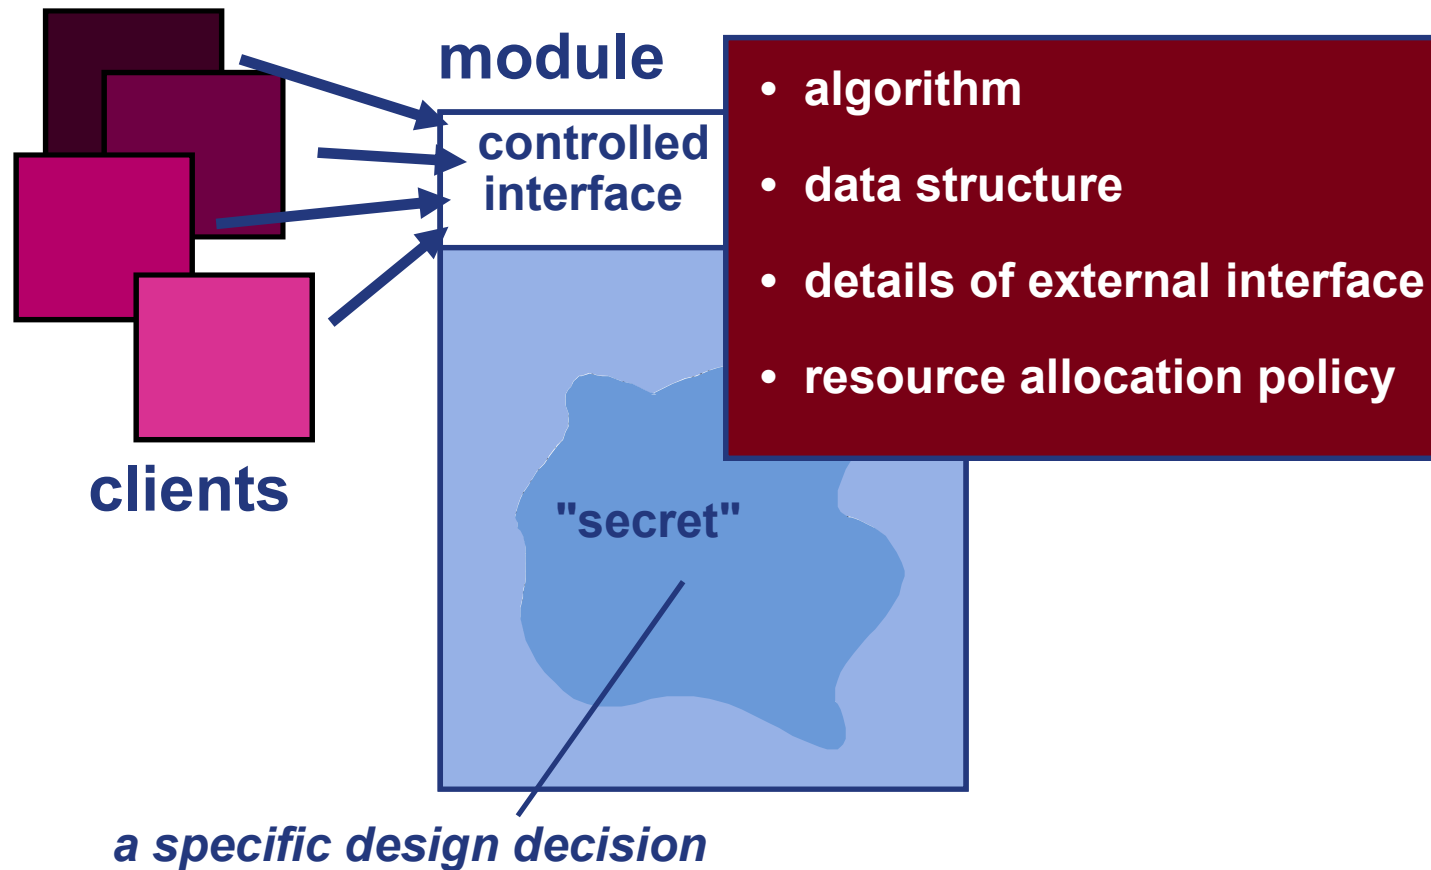 module
controlled
interface
• algorithm
• data structure
• details of external interface
• resource allocation policy
clients
"secret"
a specific design decision